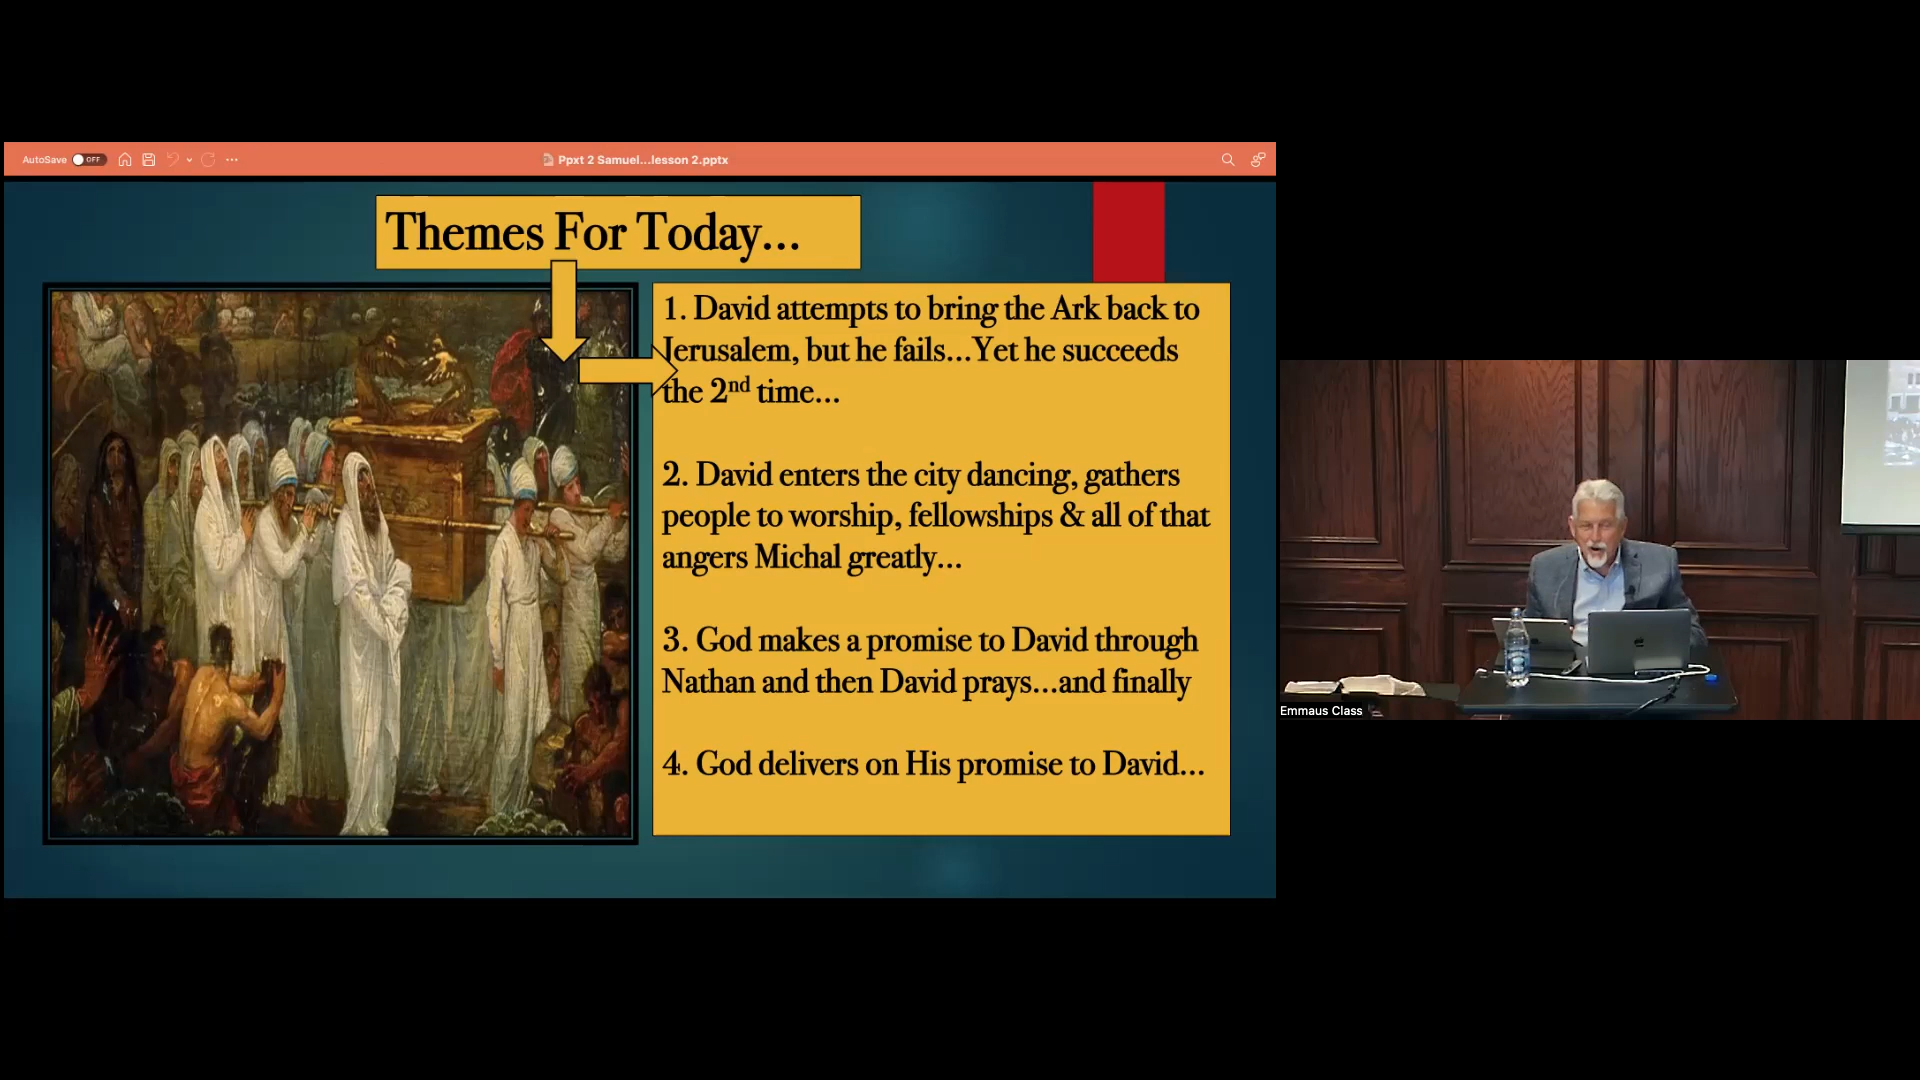 AutoSave OFF
Ppxt 2 Samuel...lesson 2.pptx
Themes For Today...
1. David attempts to bring the Ark back to
Jerusalem, but he fails...Yet he succeeds
the 2nd time...
2. David enters the city dancing, gathers
people to worship, fellowships & all of that
angers Michal greatly...
3. God makes a promise to David through
Nathan and then David prays...and finally
4. God delivers on His promise to David...
Emmaus Class